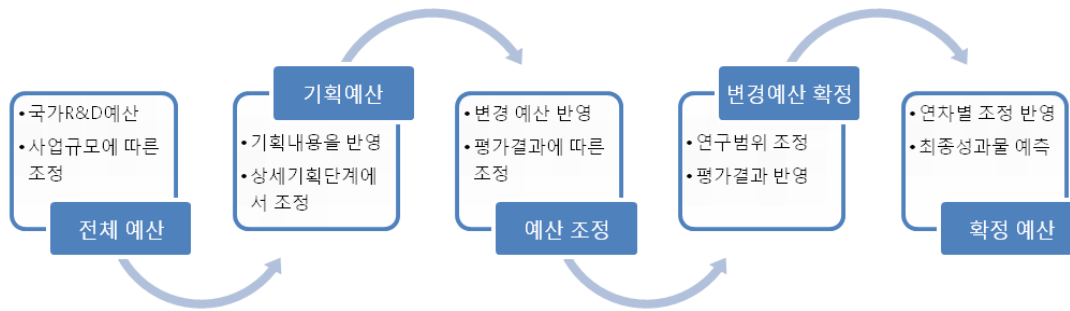 • 국가R&D예산
• 사업규모에 따른
조정
전체 예산
기획예산
• 기획내용을 반영
• 상세기획단계에
서 조정
• 변경 예산 반영
• 평가결과에 따른
조정
예산 조정
변경예산 확정
• 연구범위 조정
• 평가결과 반영
• 연차별 조정 반영
• 최종성과물 예측
확정 예산